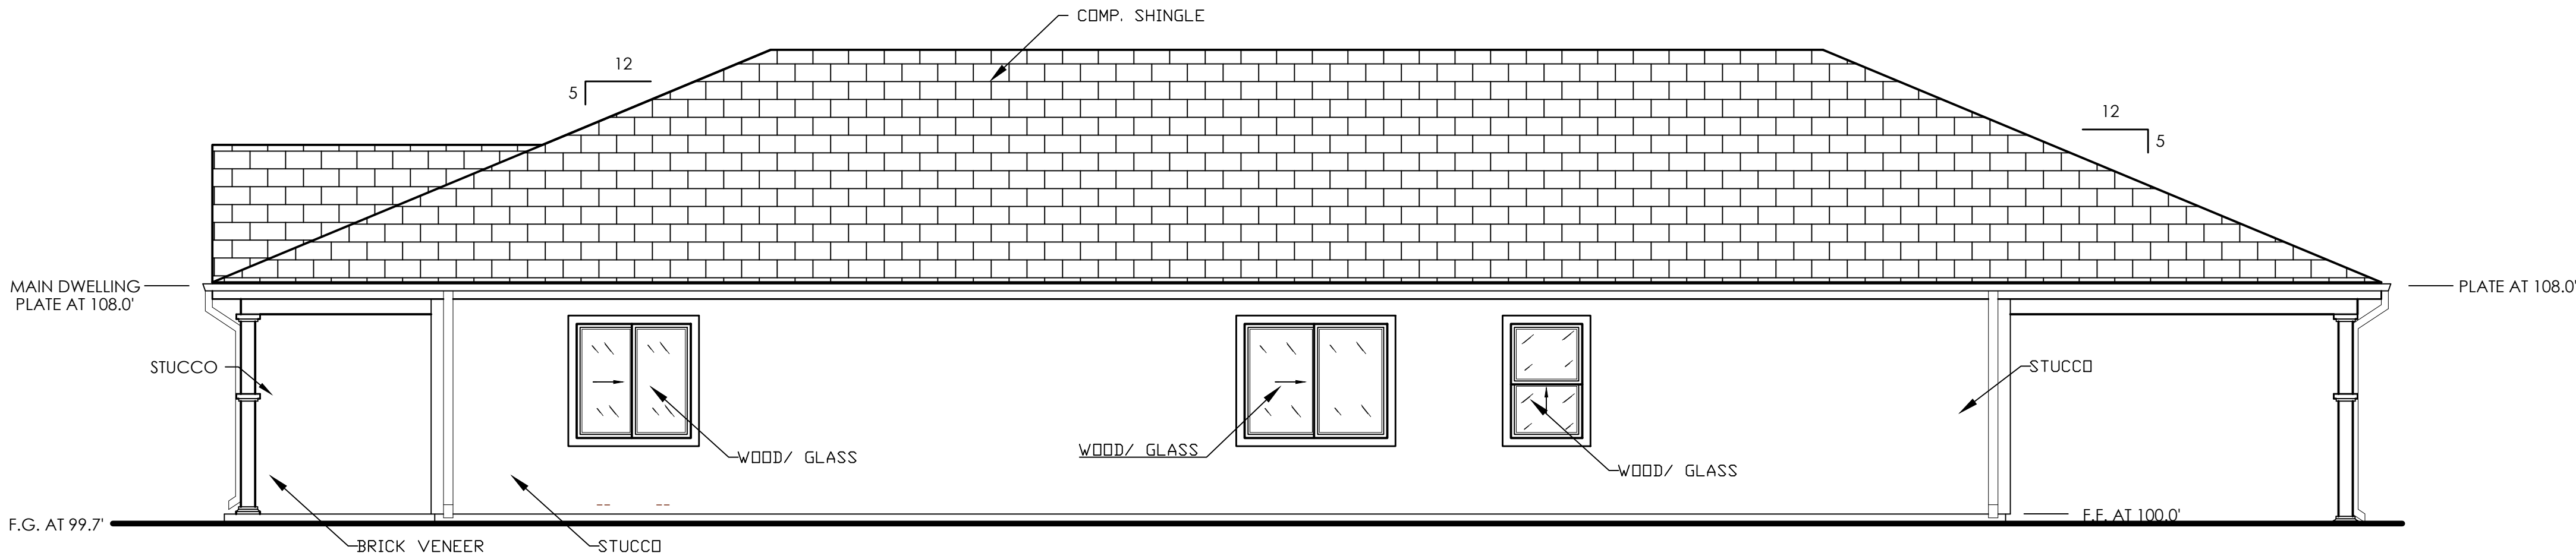 COMP. SHINGLE
12
5
12
5
MAIN DWELLING
PLATE AT 108.0'
PLATE AT 108.0'
STUCCO
STUCCO
WOOD/ GLASS
WOOD/ GLASS
WOOD/ GLASS
F.G. AT 99.7'
F.F. AT 100.0'
BRICK VENEER
STUCCO